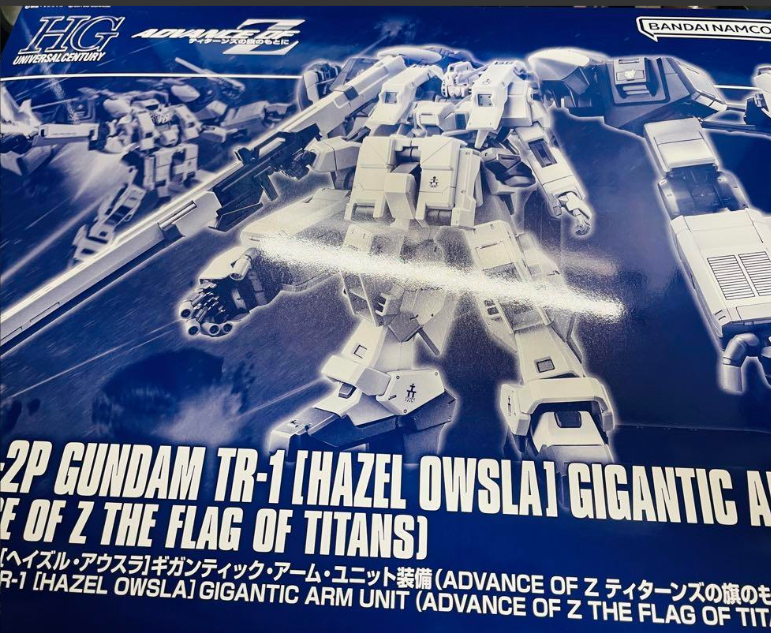 HG
UNIVERSAL CENTURY
ADVANCE OF Z
ティターンズの旗のもとに
BANDAI NAMCO
-2P GUNDAM TR-1 [HAZEL OWSLA] GIGANTIC A
E OF Z THE FLAG OF TITANS)
[ヘイズル・アウスラ]ギガンティック・アーム・ユニット装備(ADVANCE OF Z ティターンズの旗のも
R-1 [HAZEL OWSLA] GIGANTIC ARM UNIT (ADVANCE OF Z THE FLAG OF TIT